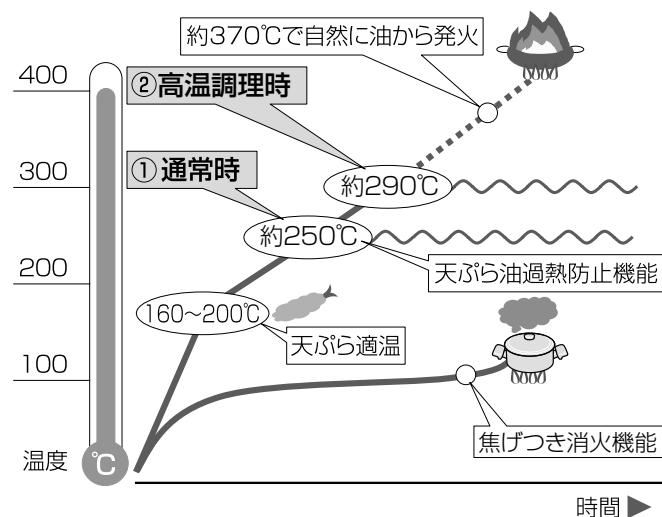 約370℃で自然に油から発火
400
②高温調理時
300
①通常時
約290℃
約250℃
200
天ぷら油過熱防止機能
160〜200℃
天ぷら適温
100
焦げつき消火機能
温度
℃
時間 ▶